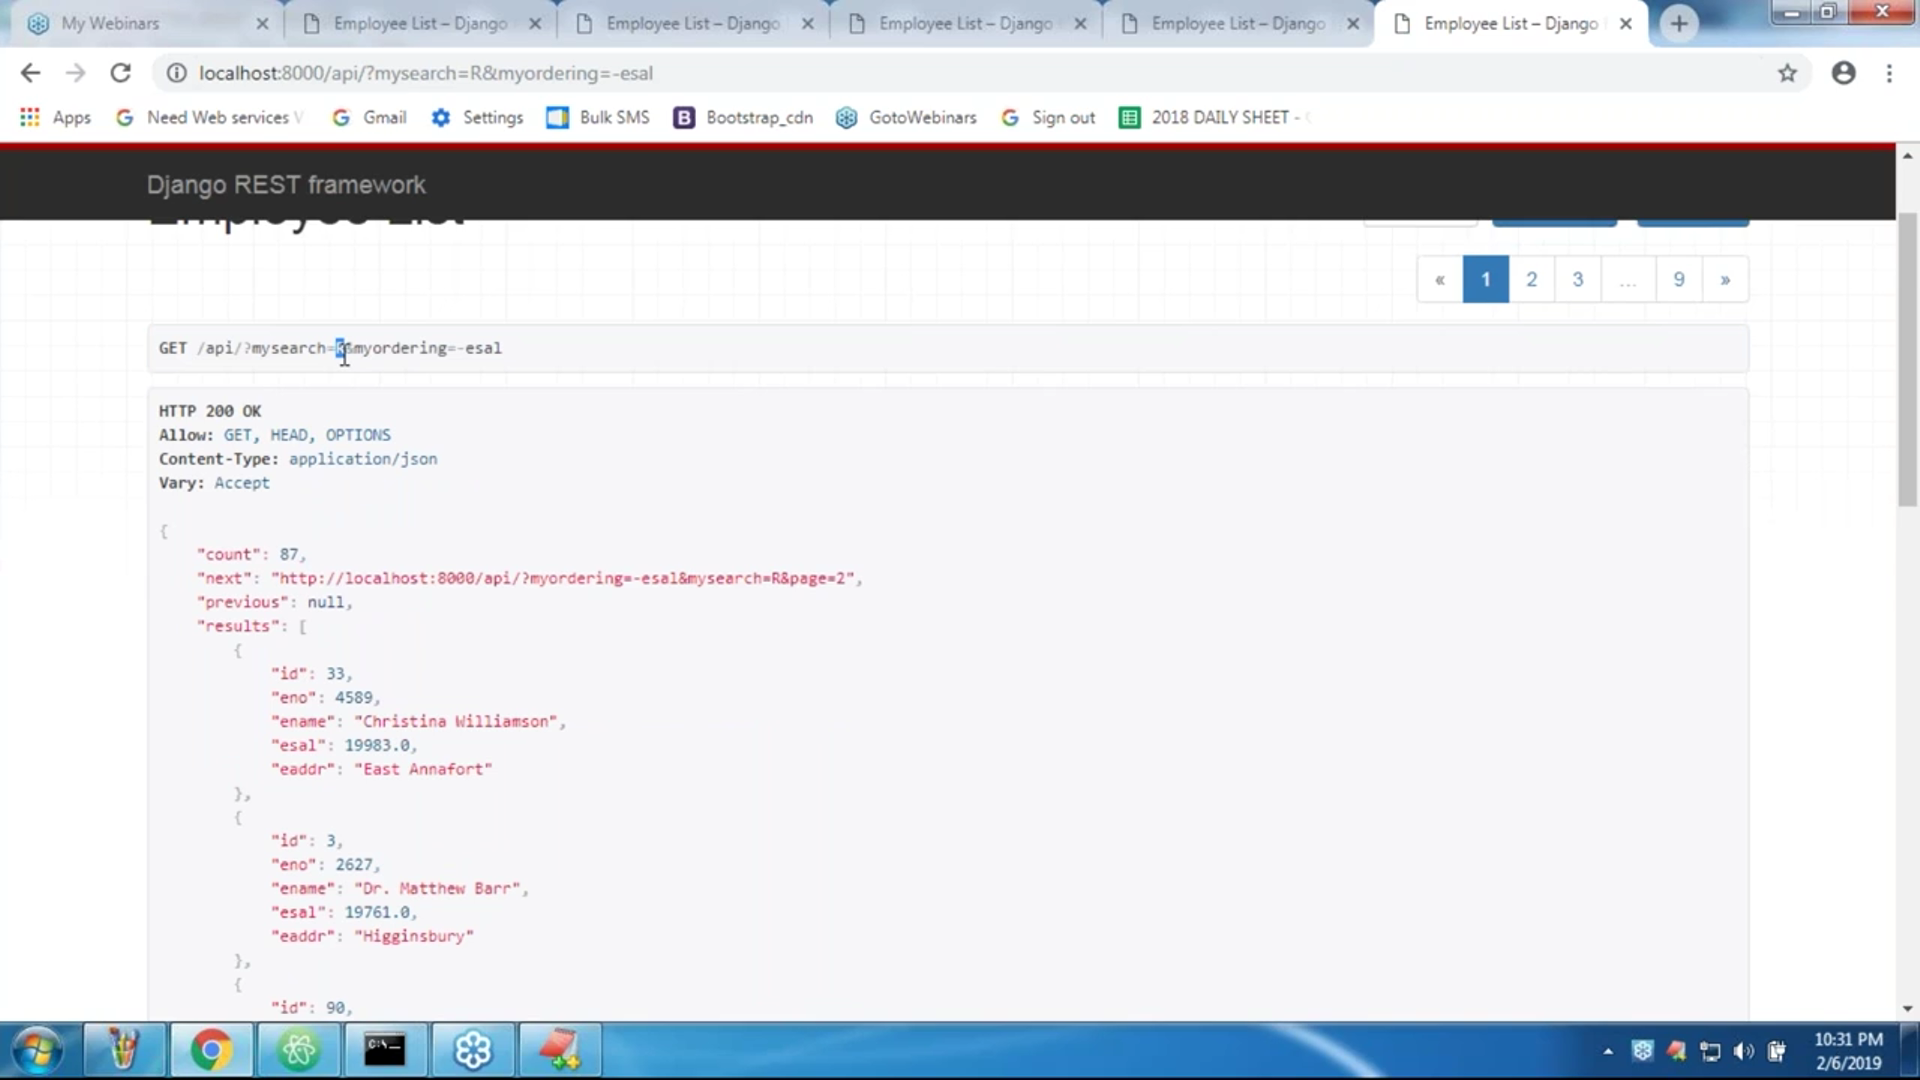 My Webinars
Employee List – Django
Employee List – Django
Employee List – Django
Employee List – Django
Employee List – Django
localhost:8000/api/?mysearch=R&myordering=-esal
Apps
Need Web services
Gmail
Settings
Bulk SMS
Bootstrap_cdn
GotoWebinars
Sign out
2018 DAILY SHEET -
Django REST framework
Employee List
« 1 2 3 … 9 »
GET /api/?mysearch=R&myordering=-esal
HTTP 200 OK
Allow: GET, HEAD, OPTIONS
Content-Type: application/json
Vary: Accept
{
"count": 87,
"next": "http://localhost:8000/api/?myordering=-esal&mysearch=R&page=2",
"previous": null,
"results": [
{
"id": 33,
"eno": 4589,
"ename": "Christina Williamson",
"esal": 19983.0,
"eaddr": "East Annafort"
},
{
"id": 3,
"eno": 2627,
"ename": "Dr. Matthew Barr",
"esal": 19761.0,
"eaddr": "Higginsbury"
},
{
"id": 90,
C:\_
10:31 PM
2/6/2019